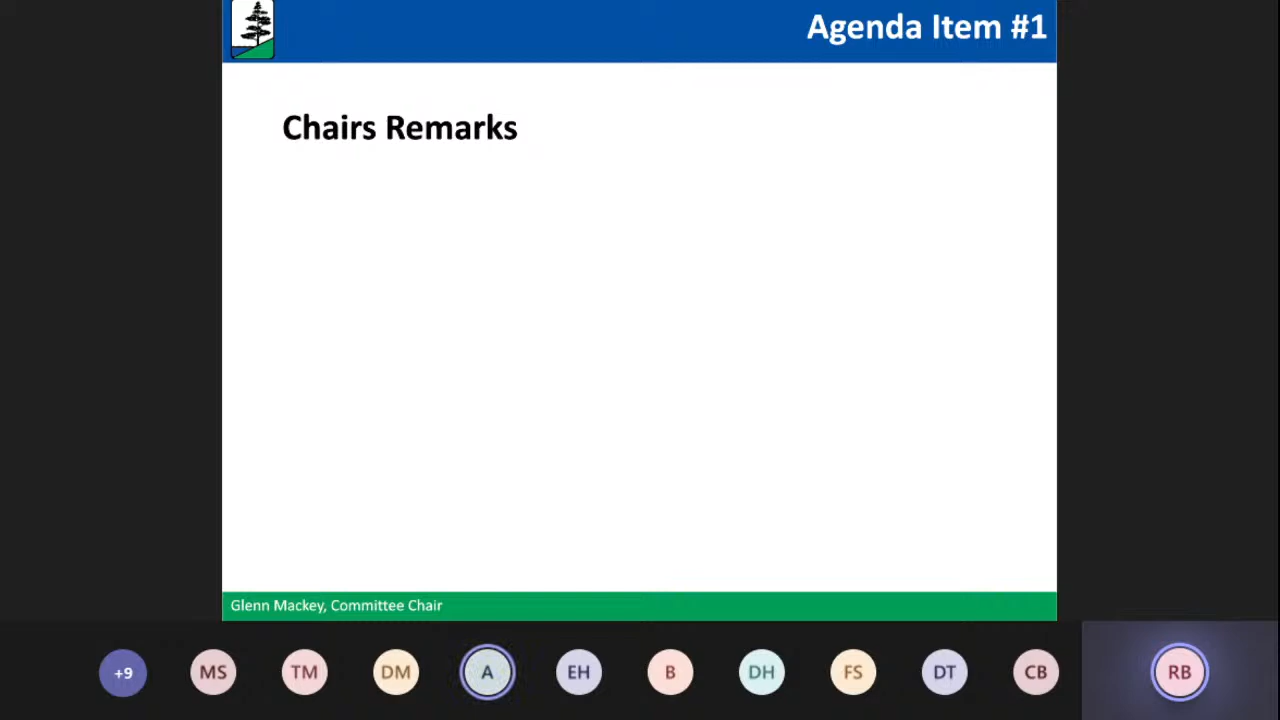 Agenda Item #1
Chairs Remarks
Glenn Mackey, Committee Chair
+9
MS
TM
DM
A
EH
B
DH
FS
DT
CB
RB